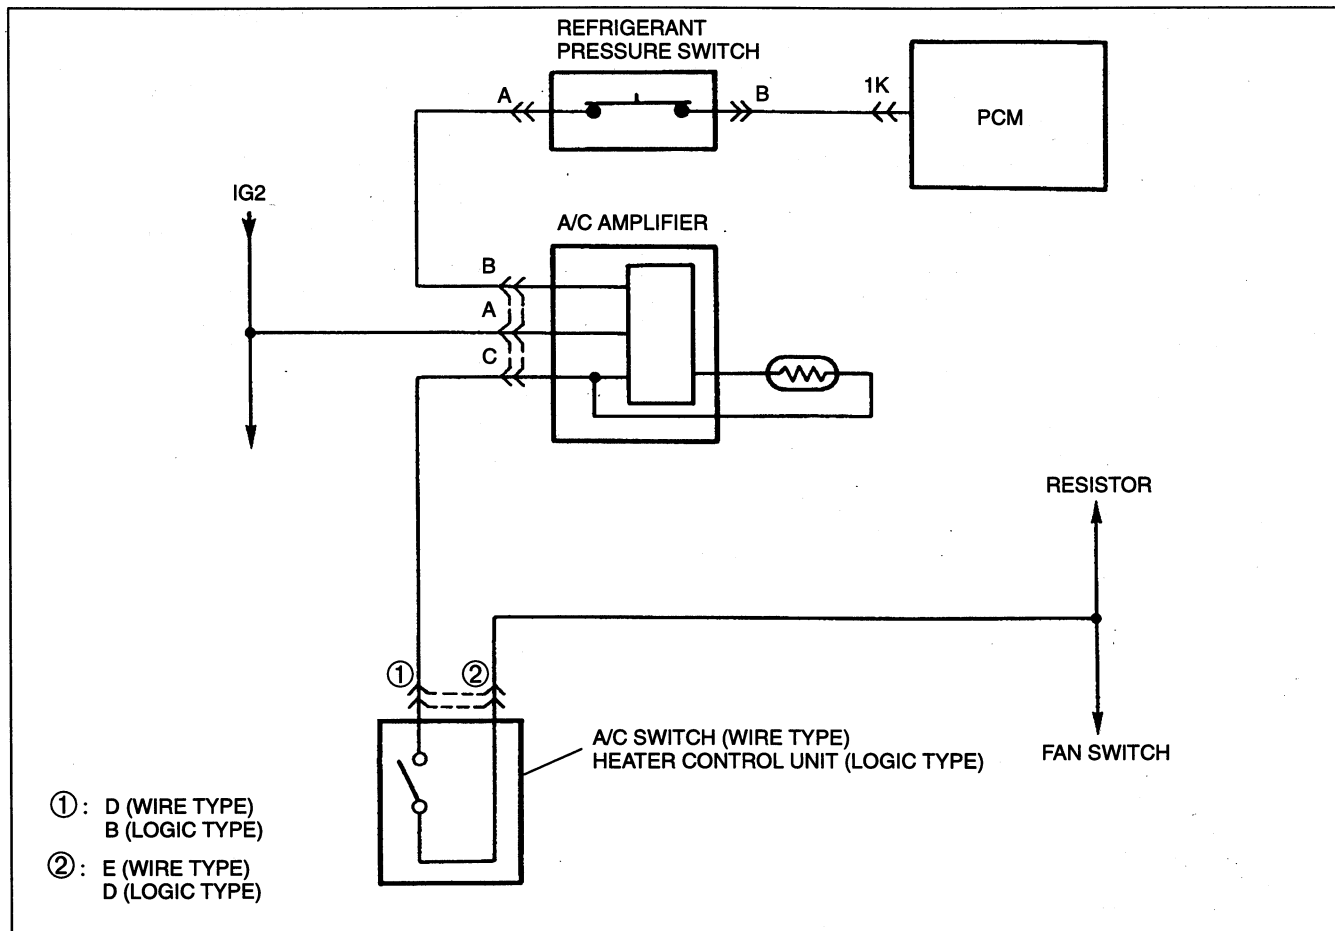 REFRIGERANT
PRESSURE SWITCH
A
B
1K
PCM
IG2
A/C AMPLIFIER
B
A
C
RESISTOR
① ②
A/C SWITCH (WIRE TYPE)
HEATER CONTROL UNIT (LOGIC TYPE)
FAN SWITCH
① : D (WIRE TYPE)
B (LOGIC TYPE)
② : E (WIRE TYPE)
D (LOGIC TYPE)